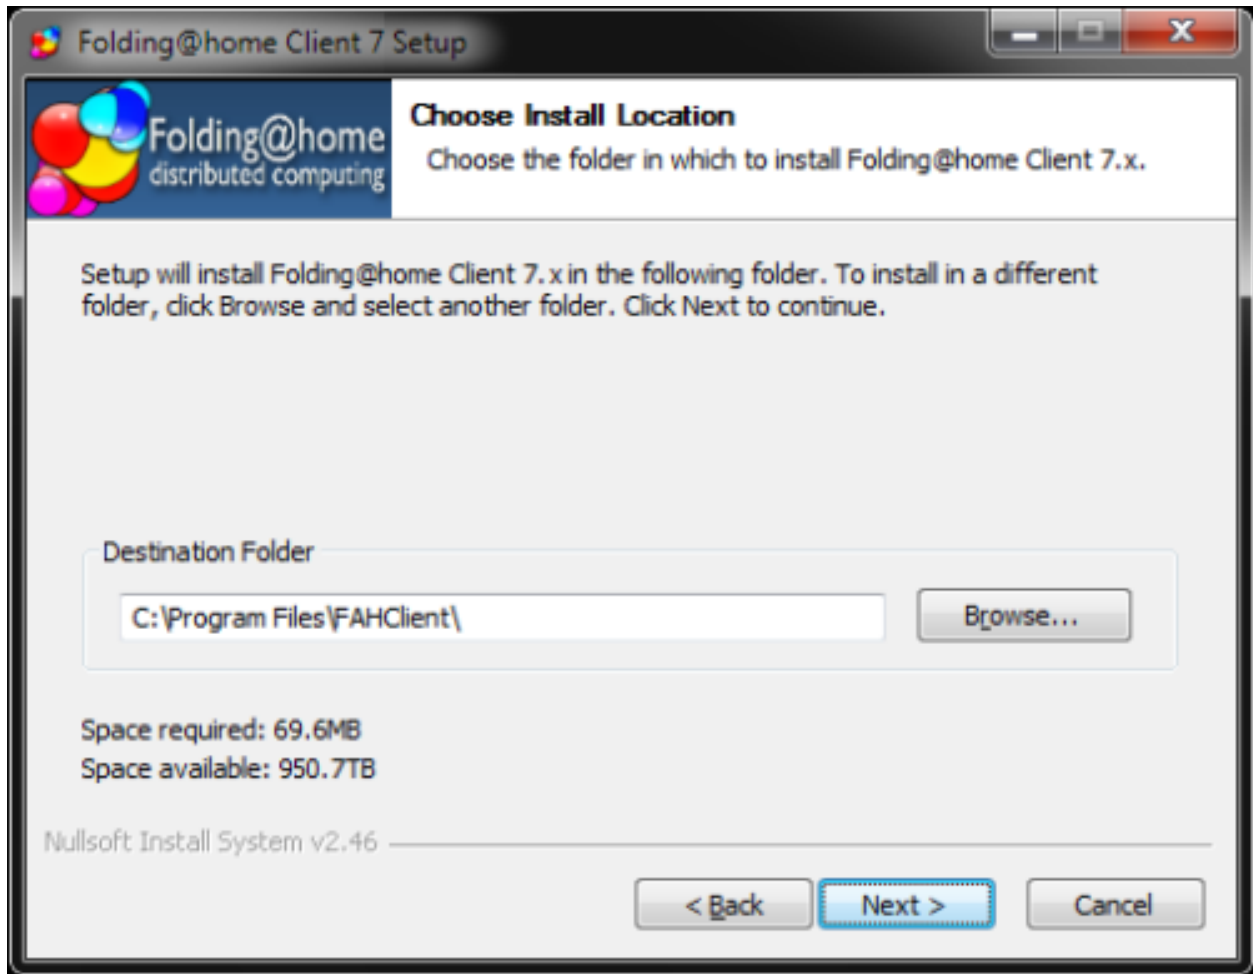 Folding@home Client 7 Setup
Folding@home
distributed computing
Choose Install Location
Choose the folder in which to install Folding@home Client 7.x.
Setup will install Folding@home Client 7.x in the following folder. To install in a different
folder, click Browse and select another folder. Click Next to continue.
Destination Folder
C:\Program Files\FAHClient\
Browse...
Space required: 69.6MB
Space available: 950.7TB
Nullsoft Install System v2.46
< Back
Next >
Cancel